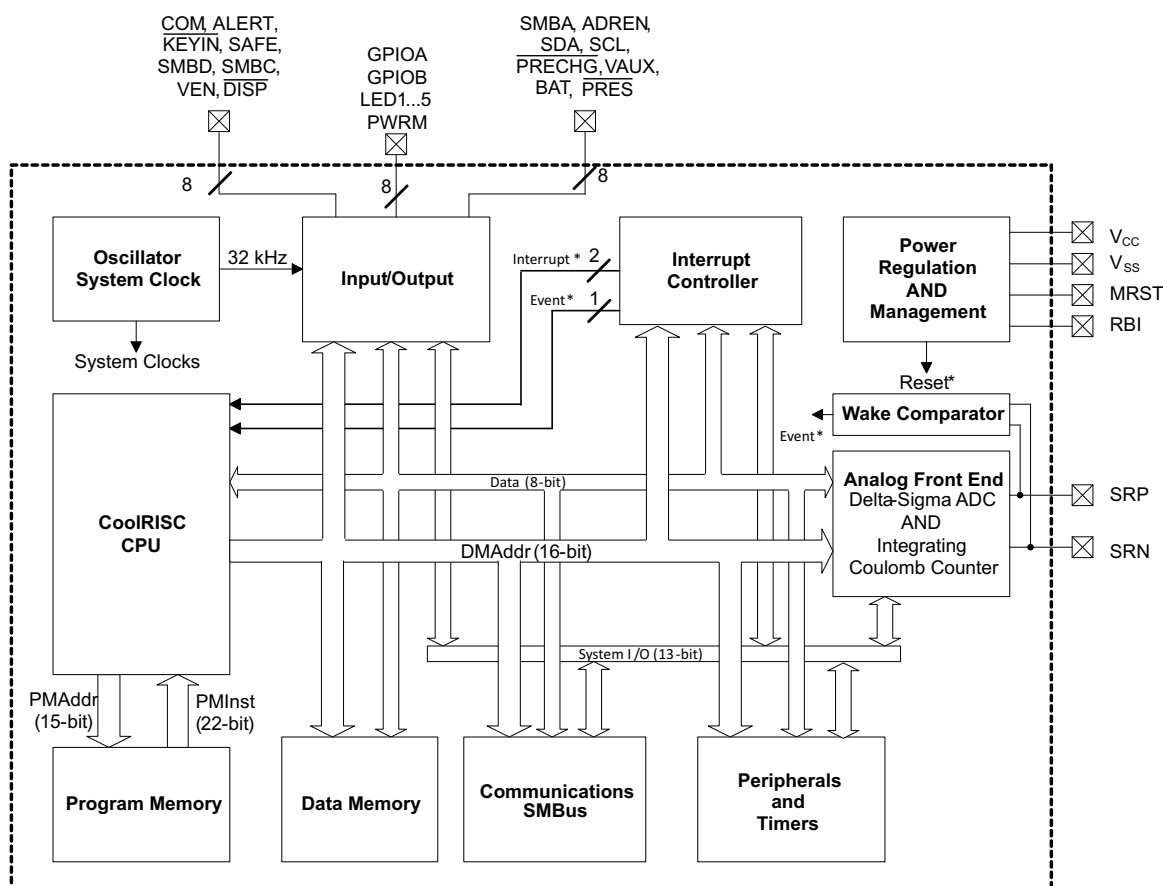 COM, ALERT,
KEYIN, SAFE,
SMBD, SMBC,
VEN, DISP
GPIOA
GPIOB
LED1...5
PWRM
SMBA, ADREN,
SDA, SCL,
PRECHG, VAUX,
BAT, PRES
8
8
8
Oscillator
System Clock
32 kHz
Input/Output
System Clocks
Interrupt *
2
Event *
1
Interrupt
Controller
Power
Regulation
AND
Management
VCC
VSS
MRST
RBI
Reset*
Wake Comparator
Event *
CoolRISC
CPU
Data (8-bit)
DMAddr (16-bit)
Analog Front End
Delta-Sigma ADC
AND
Integrating
Coulomb Counter
SRP
SRN
System I/O (13-bit)
PMAddr
(15-bit)
PMInst
(22-bit)
Program Memory
Data Memory
Communications
SMBus
Peripherals
and
Timers